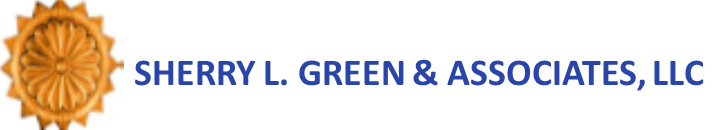 SHERRY L. GREEN & ASSOCIATES, LLC